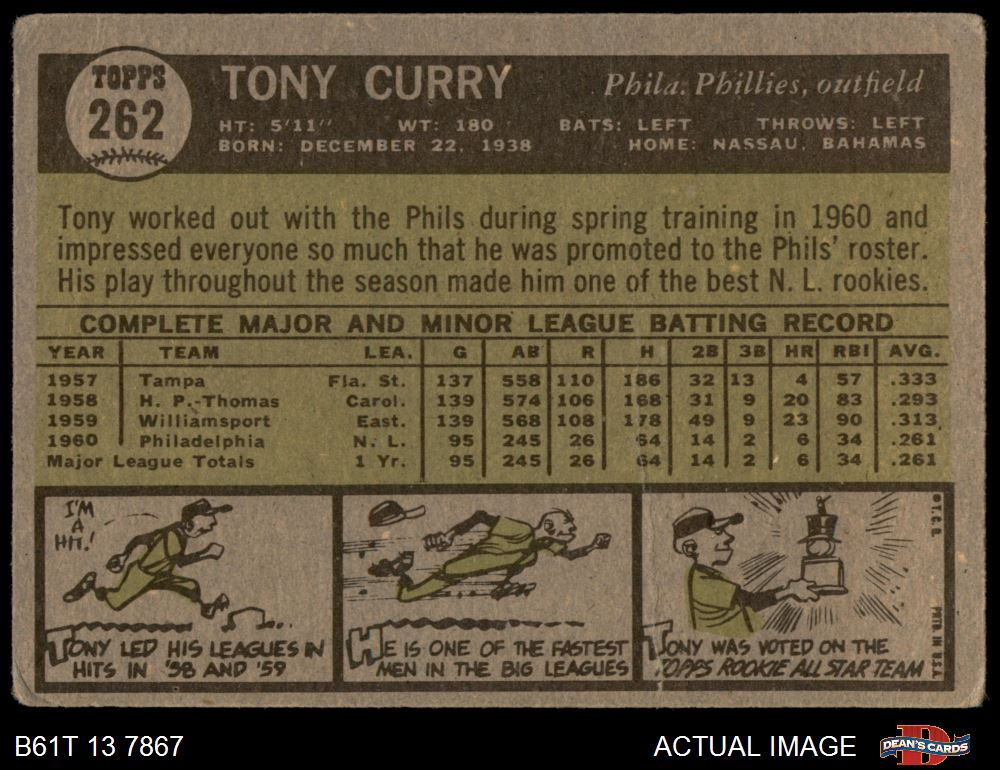 TOPPS
262
TONY CURRY
Phila. Phillies, outfield
HT: 5'11" WT: 180 BATS: LEFT THROWS: LEFT
BORN: DECEMBER 22, 1938 HOME: NASSAU, BAHAMAS
Tony worked out with the Phils during spring training in 1960 and
impressed everyone so much that he was promoted to the Phils' roster.
His play throughout the season made him one of the best N. L. rookies.
COMPLETE MAJOR AND MINOR LEAGUE BATTING RECORD
YEAR TEAM LEA. G AB R H 2B 3B HR RBI AVG.
1957 Tampa Fla. St. 137 558 110 186 32 13 4 57 .333
1958 H. P.-Thomas Carol. 139 574 106 168 31 9 20 83 .293
1959 Williamsport East. 139 568 108 178 49 9 23 90 .313
1960 Philadelphia N. L. 95 245 26 64 14 2 6 34 .261
Major League Totals 1 Yr. 95 245 26 64 14 2 6 34 .261
I'M
A
HIT!
TONY LED HIS LEAGUES IN
HITS IN '58 AND '59
HE IS ONE OF THE FASTEST
MEN IN THE BIG LEAGUES
TONY WAS VOTED ON THE
TOPPS ROOKIE ALL STAR TEAM
© T.C.G. PRTD. IN U.S.A.
B61T 13 7867
ACTUAL IMAGE
DEAN'S CARDS